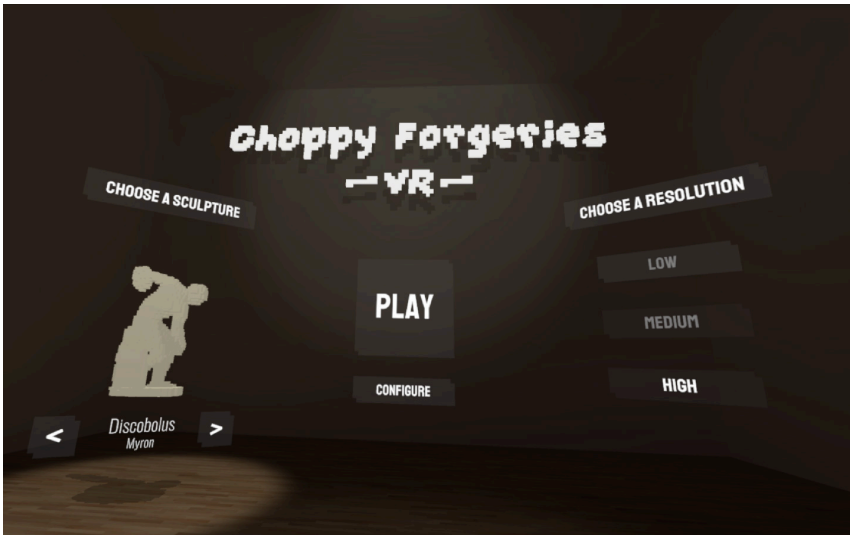 Choppy Forgeries
—VR—
CHOOSE A SCULPTURE
Discobolus
Myron
<
>
PLAY
CONFIGURE
CHOOSE A RESOLUTION
LOW
MEDIUM
HIGH